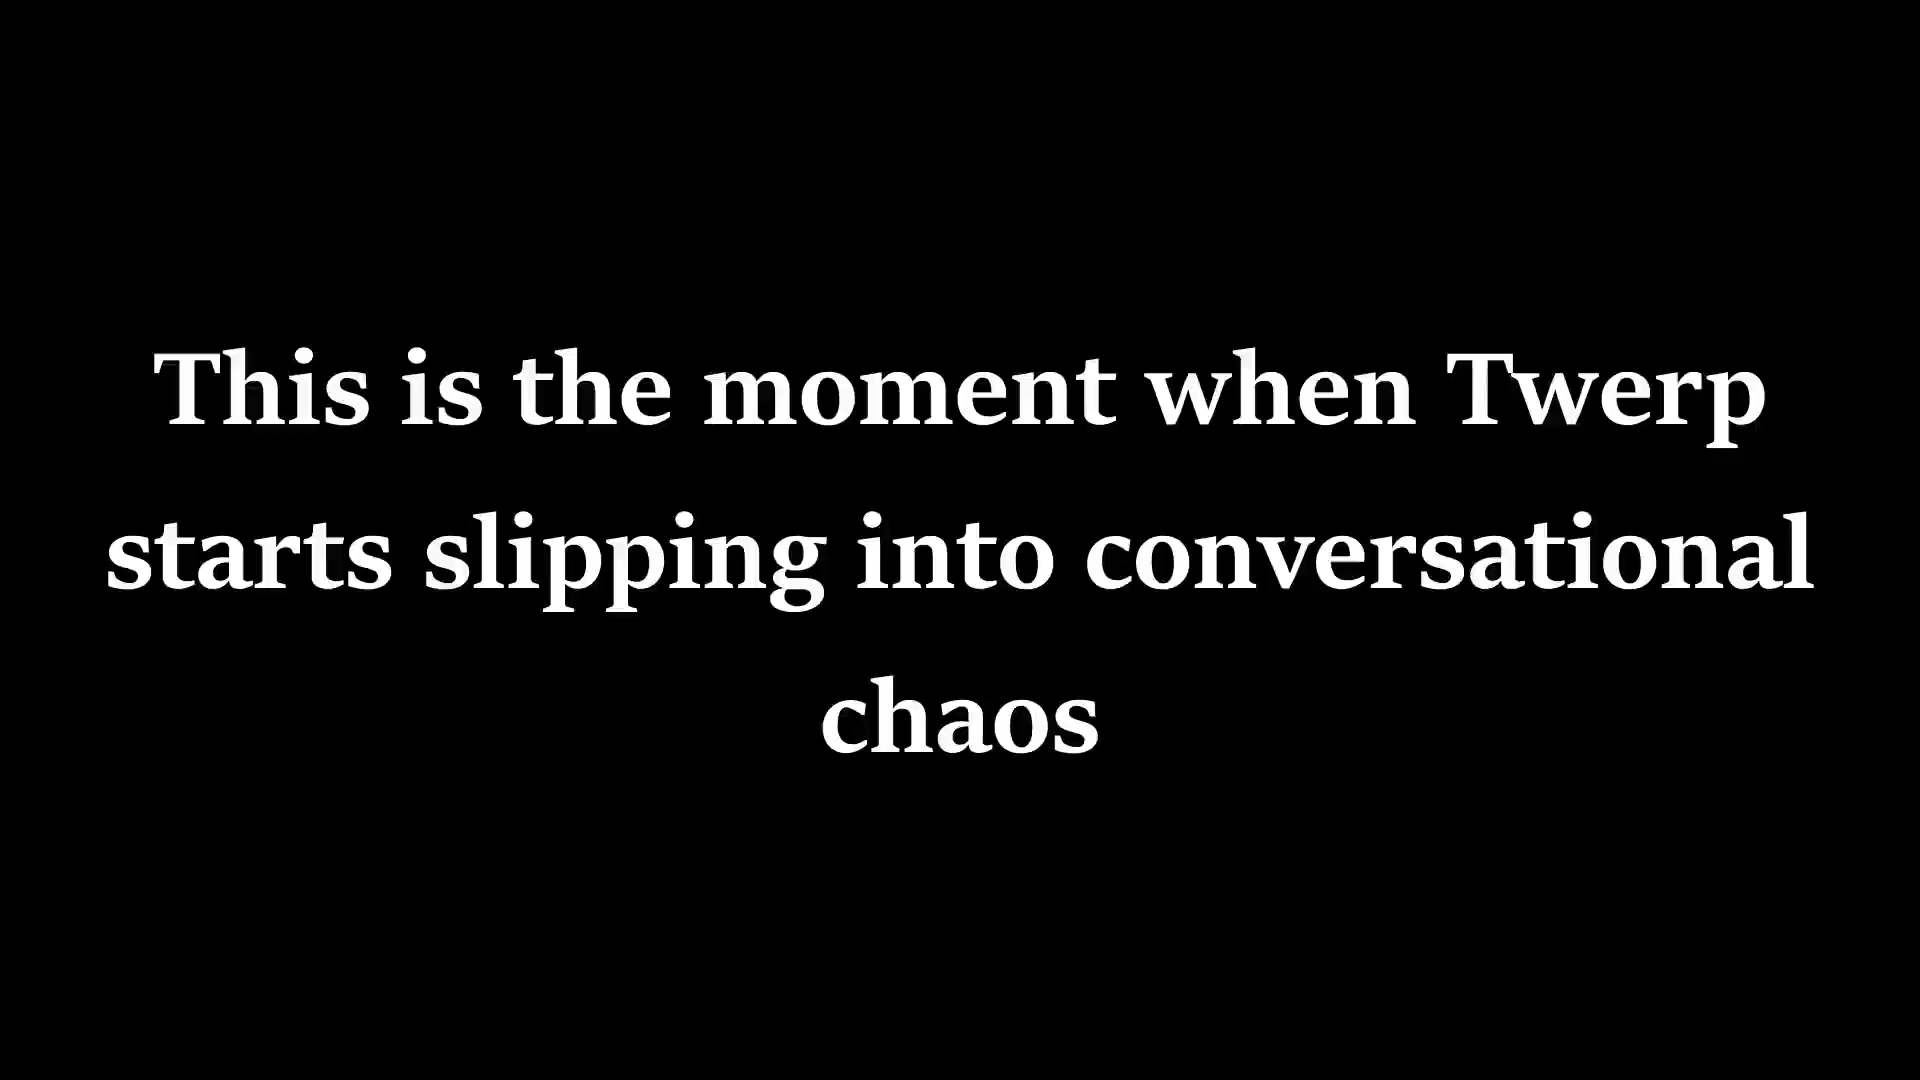 This is the moment when Twerp
starts slipping into conversational
chaos